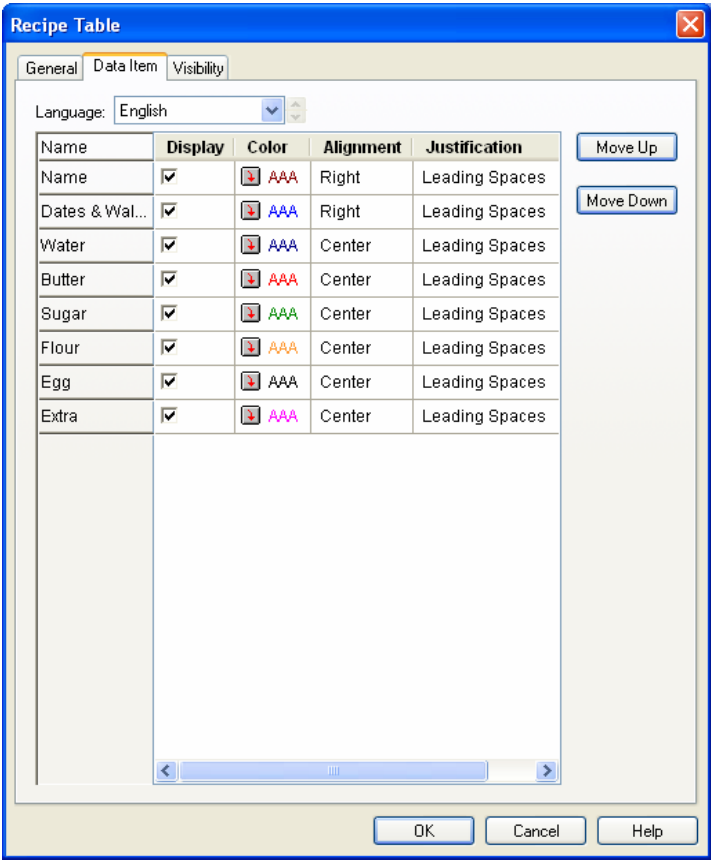 Recipe Table
General Data Item Visibility
Language: English
Name Display Color Alignment Justification Move Up
Name AAA Right Leading Spaces
Dates & Wal... AAA Right Leading Spaces Move Down
Water AAA Center Leading Spaces
Butter AAA Center Leading Spaces
Sugar AAA Center Leading Spaces
Flour AAA Center Leading Spaces
Egg AAA Center Leading Spaces
Extra AAA Center Leading Spaces
OK Cancel Help